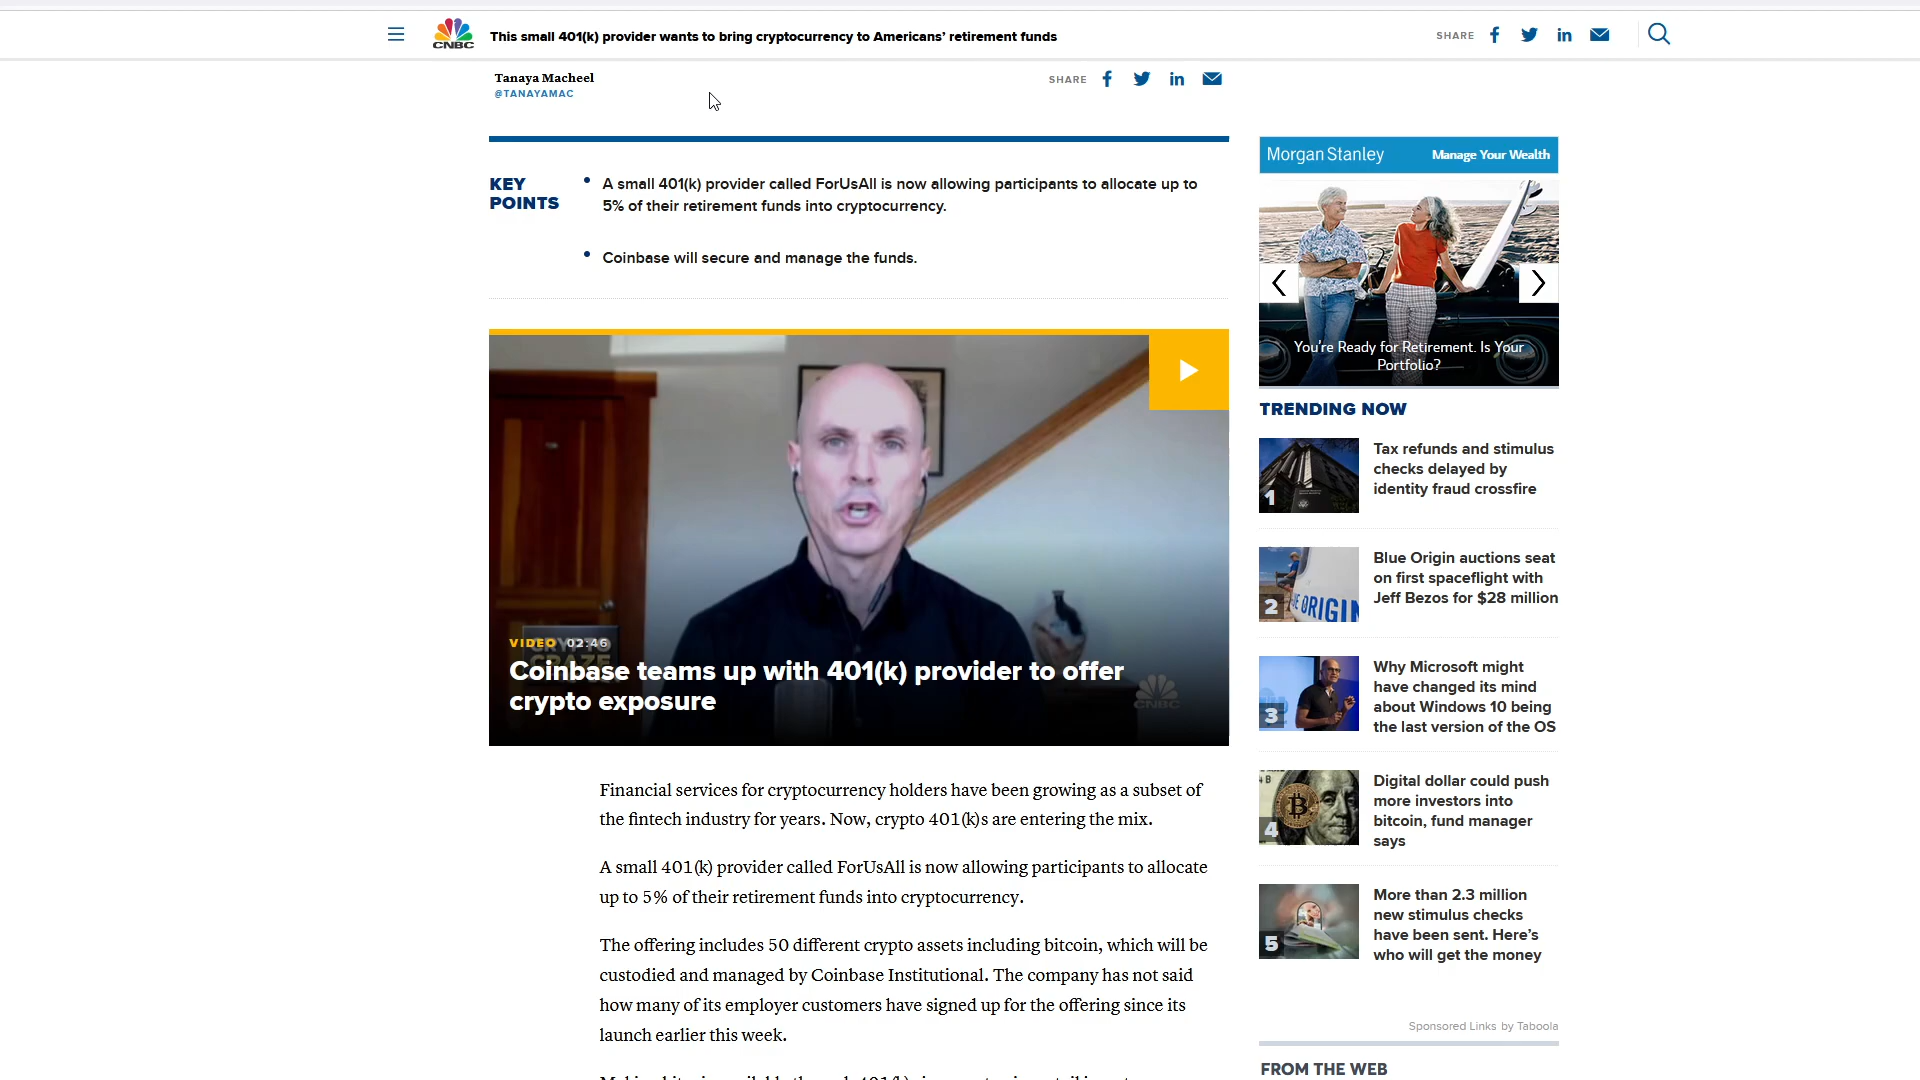 CNBC
This small 401(k) provider wants to bring cryptocurrency to Americans’ retirement funds
SHARE
Tanaya Macheel
@TANAYAMAC
SHARE
KEY
POINTS
A small 401(k) provider called ForUsAll is now allowing participants to allocate up to
5% of their retirement funds into cryptocurrency.
Coinbase will secure and manage the funds.
VIDEO 02:46
CRYPTO
CRAZE
Coinbase teams up with 401(k) provider to offer
crypto exposure
CNBC
Financial services for cryptocurrency holders have been growing as a subset of
the fintech industry for years. Now, crypto 401(k)s are entering the mix.
A small 401(k) provider called ForUsAll is now allowing participants to allocate
up to 5% of their retirement funds into cryptocurrency.
The offering includes 50 different crypto assets including bitcoin, which will be
custodied and managed by Coinbase Institutional. The company has not said
how many of its employer customers have signed up for the offering since its
launch earlier this week.
Morgan Stanley
Manage Your Wealth
You’re Ready for Retirement. Is Your
Portfolio?
TRENDING NOW
1
Tax refunds and stimulus
checks delayed by
identity fraud crossfire
2
Blue Origin auctions seat
on first spaceflight with
Jeff Bezos for $28 million
3
Why Microsoft might
have changed its mind
about Windows 10 being
the last version of the OS
4
Digital dollar could push
more investors into
bitcoin, fund manager
says
5
More than 2.3 million
new stimulus checks
have been sent. Here’s
who will get the money
Sponsored Links by Taboola
FROM THE WEB